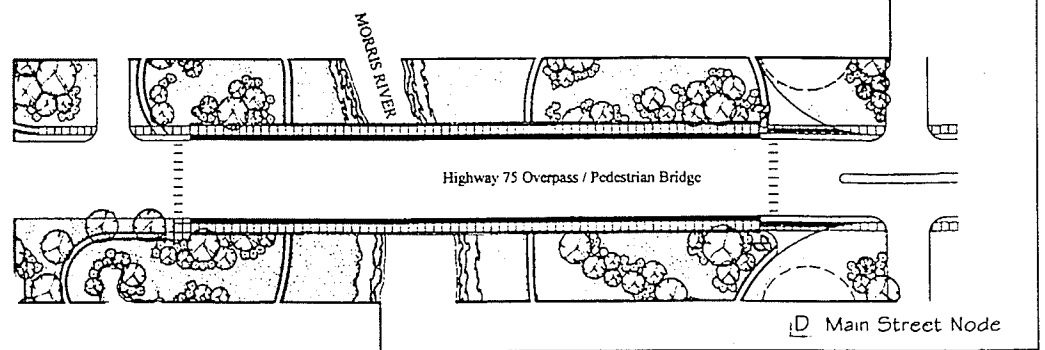 MORRIS RIVER
Highway 75 Overpass / Pedestrian Bridge
D Main Street Node